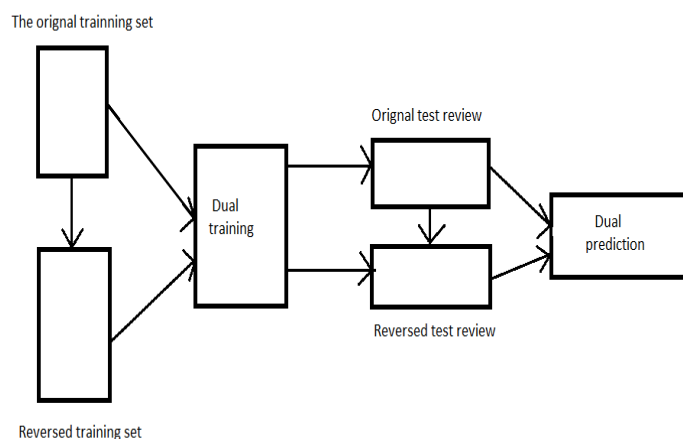 The orignal trainning set
Orignal test review
Dual
training
Dual
prediction
Reversed test review
Reversed training set